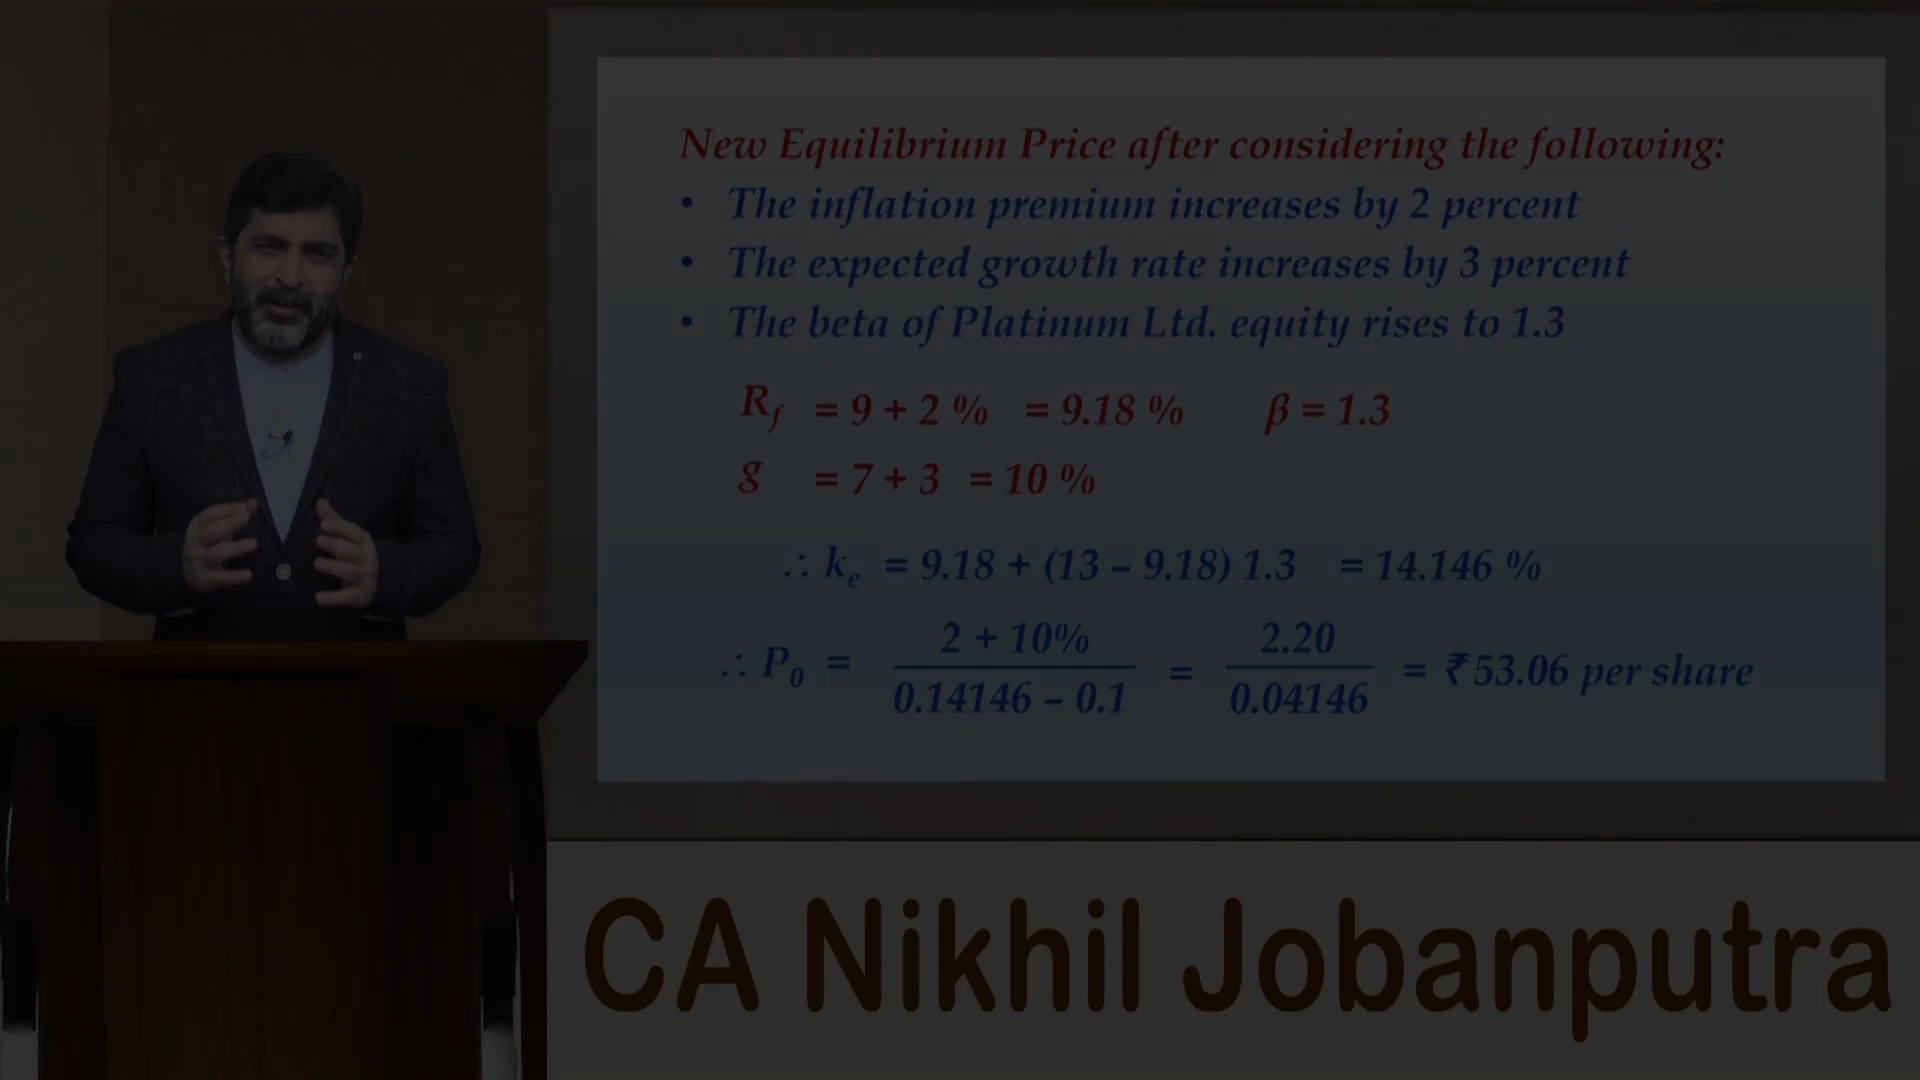 New Equilibrium Price after considering the following:
• The inflation premium increases by 2 percent
• The expected growth rate increases by 3 percent
• The beta of Platinum Ltd. equity rises to 1.3
R_f = 9 + 2 % = 9.18 % β = 1.3
g = 7 + 3 = 10 %
∴ k_e = 9.18 + (13 – 9.18) 1.3 = 14.146 %
∴ P_0 = (2 + 10%) / (0.14146 – 0.1) = 2.20 / 0.04146 = ₹53.06 per share
CA Nikhil Jobanputra